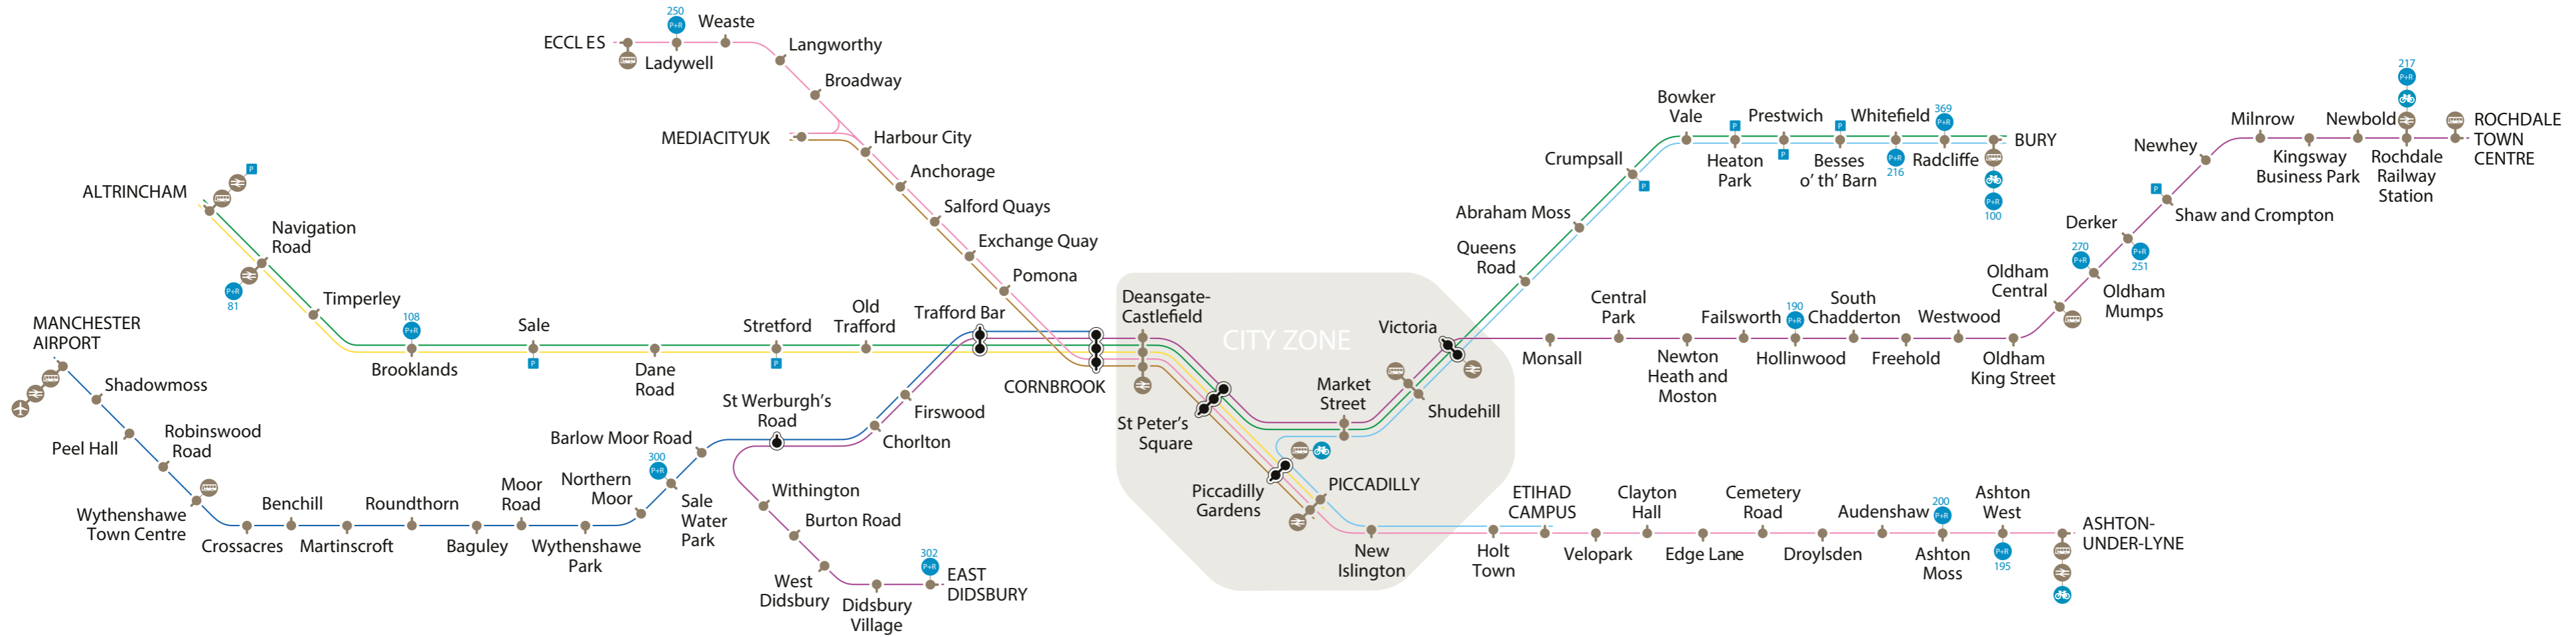 ECCLES
250
P+R
Ladywell
Weaste
Langworthy
Broadway
MEDIACITYUK
Harbour City
Anchorage
Salford Quays
Exchange Quay
Pomona
ALTRINCHAM
P
Navigation
Road
P+R
81
Timperley
108
P+R
Brooklands
Sale
P
Dane
Road
Stretford
P
Old
Trafford
Trafford Bar
CORNBROOK
MANCHESTER
AIRPORT
Shadowmoss
Peel Hall
Robinswood
Road
Wythenshawe
Town Centre
Crossacres
Benchill
Martinscroft
Roundthorn
Baguley
Moor
Road
Wythenshawe
Park
Northern
Moor
300
P+R
Sale
Water
Park
Barlow Moor Road
St Werburgh's
Road
Chorlton
Firswood
Withington
Burton Road
West
Didsbury
Didsbury
Village
302
P+R
EAST
DIDSBURY
CITY ZONE
Deansgate-
Castlefield
St Peter's
Square
Piccadilly
Gardens
PICCADILLY
Market
Street
Shudehill
Victoria
New
Islington
Holt
Town
ETIHAD
CAMPUS
Velopark
Clayton
Hall
Edge Lane
Cemetery
Road
Droylsden
Audenshaw
200
P+R
Ashton
Moss
Ashton
West
P+R
195
ASHTON-
UNDER-LYNE
Queens
Road
Abraham Moss
Crumpsall
P
Bowker
Vale
P
Heaton
Park
Prestwich
P
P
Besses
o' th' Barn
Whitefield
P+R
216
369
P+R
Radcliffe
BURY
P+R
100
Monsall
Central
Park
Newton
Heath and
Moston
Failsworth
190
P+R
Hollinwood
South
Chadderton
Freehold
Westwood
Oldham
King Street
Oldham
Central
270
P+R
Oldham
Mumps
Derker
P+R
251
P
Shaw and Crompton
Newhey
Milnrow
Kingsway
Business Park
Newbold
217
P+R
Rochdale
Railway
Station
ROCHDALE
TOWN
CENTRE